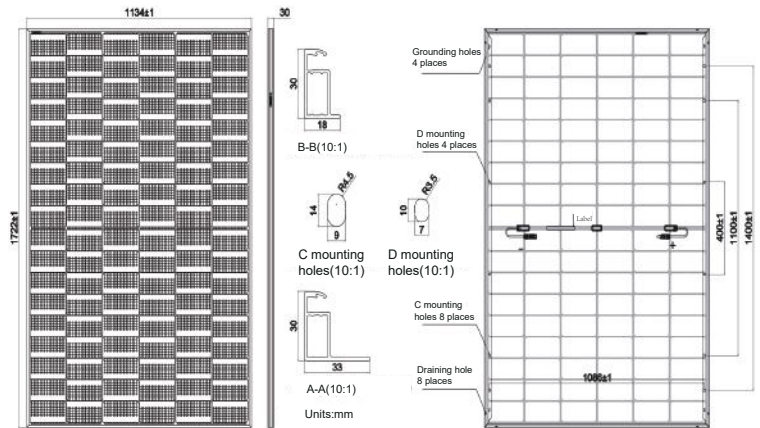 1134±1
30
1722±1
30
18
B-B(10:1)
R4.5
14
9
C mounting
holes(10:1)
R3.5
10
7
D mounting
holes(10:1)
30
33
A-A(10:1)
Units:mm
Grounding holes
4 places
D mounting
holes 4 places
Label
-
+
C mounting
holes 8 places
Draining hole
8 places
1086±1
400±1
1100±1
1400±1